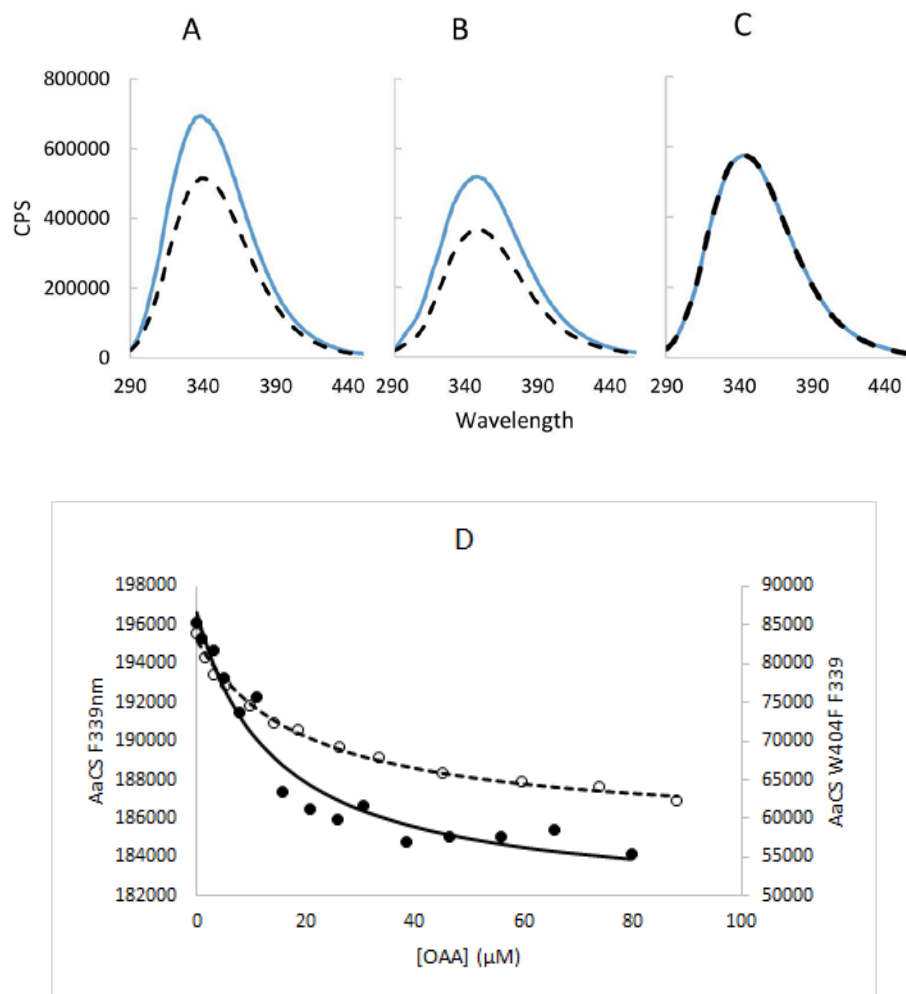 A B C
800000
600000
400000
200000
0
CPS
290 340 390 440 290 340 390 440 290 340 390 440
Wavelength
D
198000
196000
194000
192000
190000
188000
186000
184000
182000
AaCS F339nm
90000
85000
80000
75000
70000
65000
60000
55000
50000
AaCS W404F F339
0 20 40 60 80 100
[OAA] (μM)